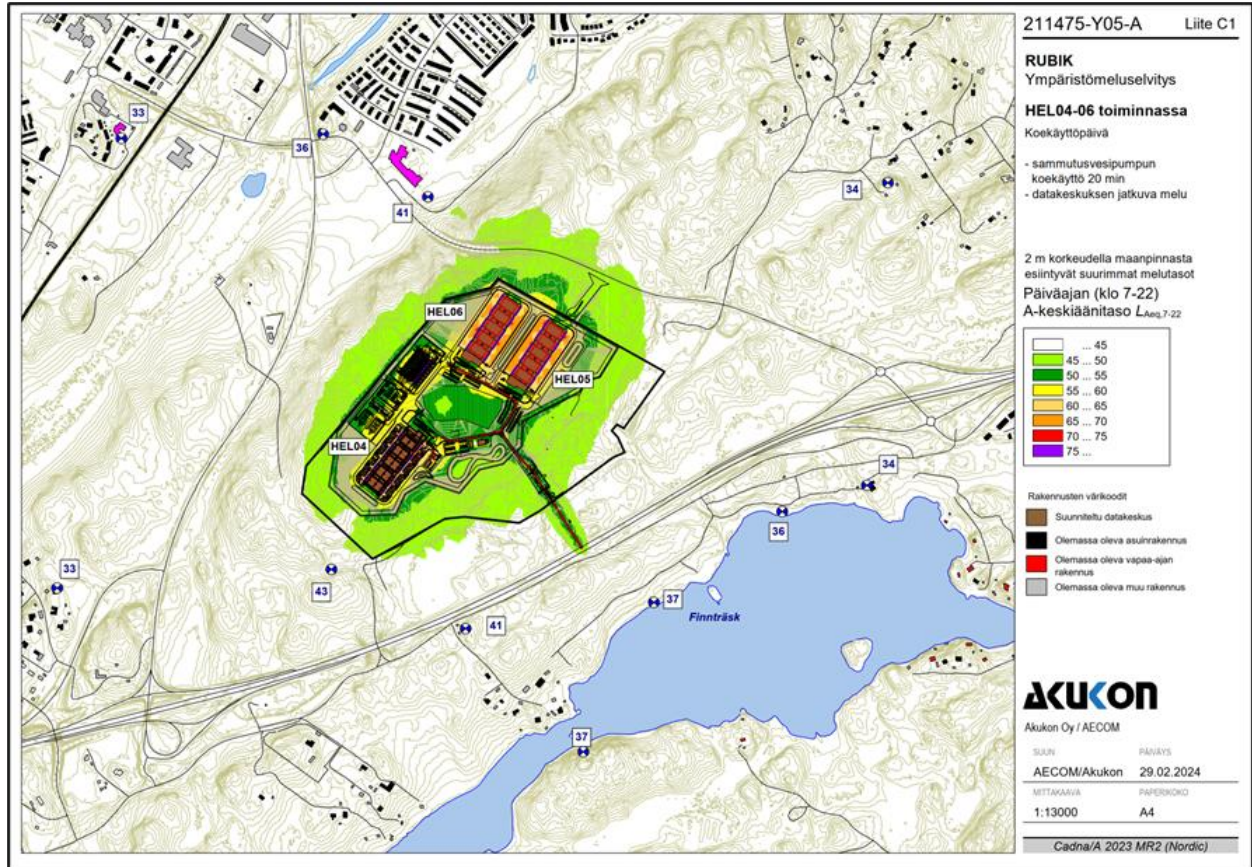 211475-Y05-A Liite C1
RUBIK
Ympäristömeluselvitys
HEL04-06 toiminnassa
Koekäyttöpäivä
- sammutusvesipumpun
koekäyttö 20 min
- datakeskuksen jatkuva melu
2 m korkeudella maanpinnasta
esiintyvät suurimmat melutasot
Päiväajan (klo 7-22)
A-keskiäänitaso LAeq,7-22
... 45
45 ... 50
50 ... 55
55 ... 60
60 ... 65
65 ... 70
70 ... 75
75 ...
Rakennusten värikoodit
Suunniteltu datakeskus
Olemassa oleva asuinrakennus
Olemassa oleva vapaa-ajan
rakennus
Olemassa oleva muu rakennus
AKUKON
Akukon Oy / AECOM
SUUN PÄIVÄYS
AECOM/Akukon 29.02.2024
MITTAKAAVA PAPERIKOKO
1:13000 A4
Cadna/A 2023 MR2 (Nordic)
33
36
41
34
HEL06
HEL05
HEL04
34
36
33
43
37
Finnträsk
41
37